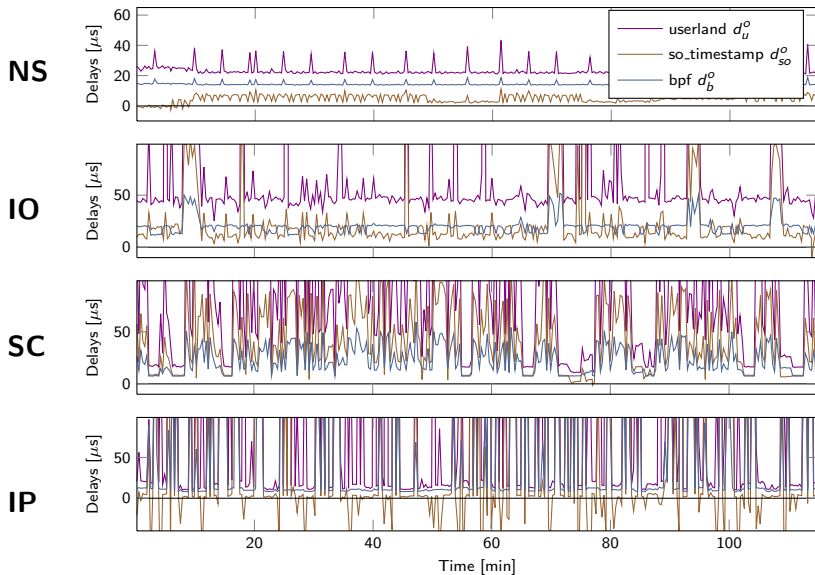 NS
Delays [μs]
60
40
20
0
userland d_u^o
so_timestamp d_so^o
bpf d_b^o
IO
Delays [μs]
50
0
SC
Delays [μs]
50
0
IP
Delays [μs]
50
0
20
40
60
80
100
Time [min]